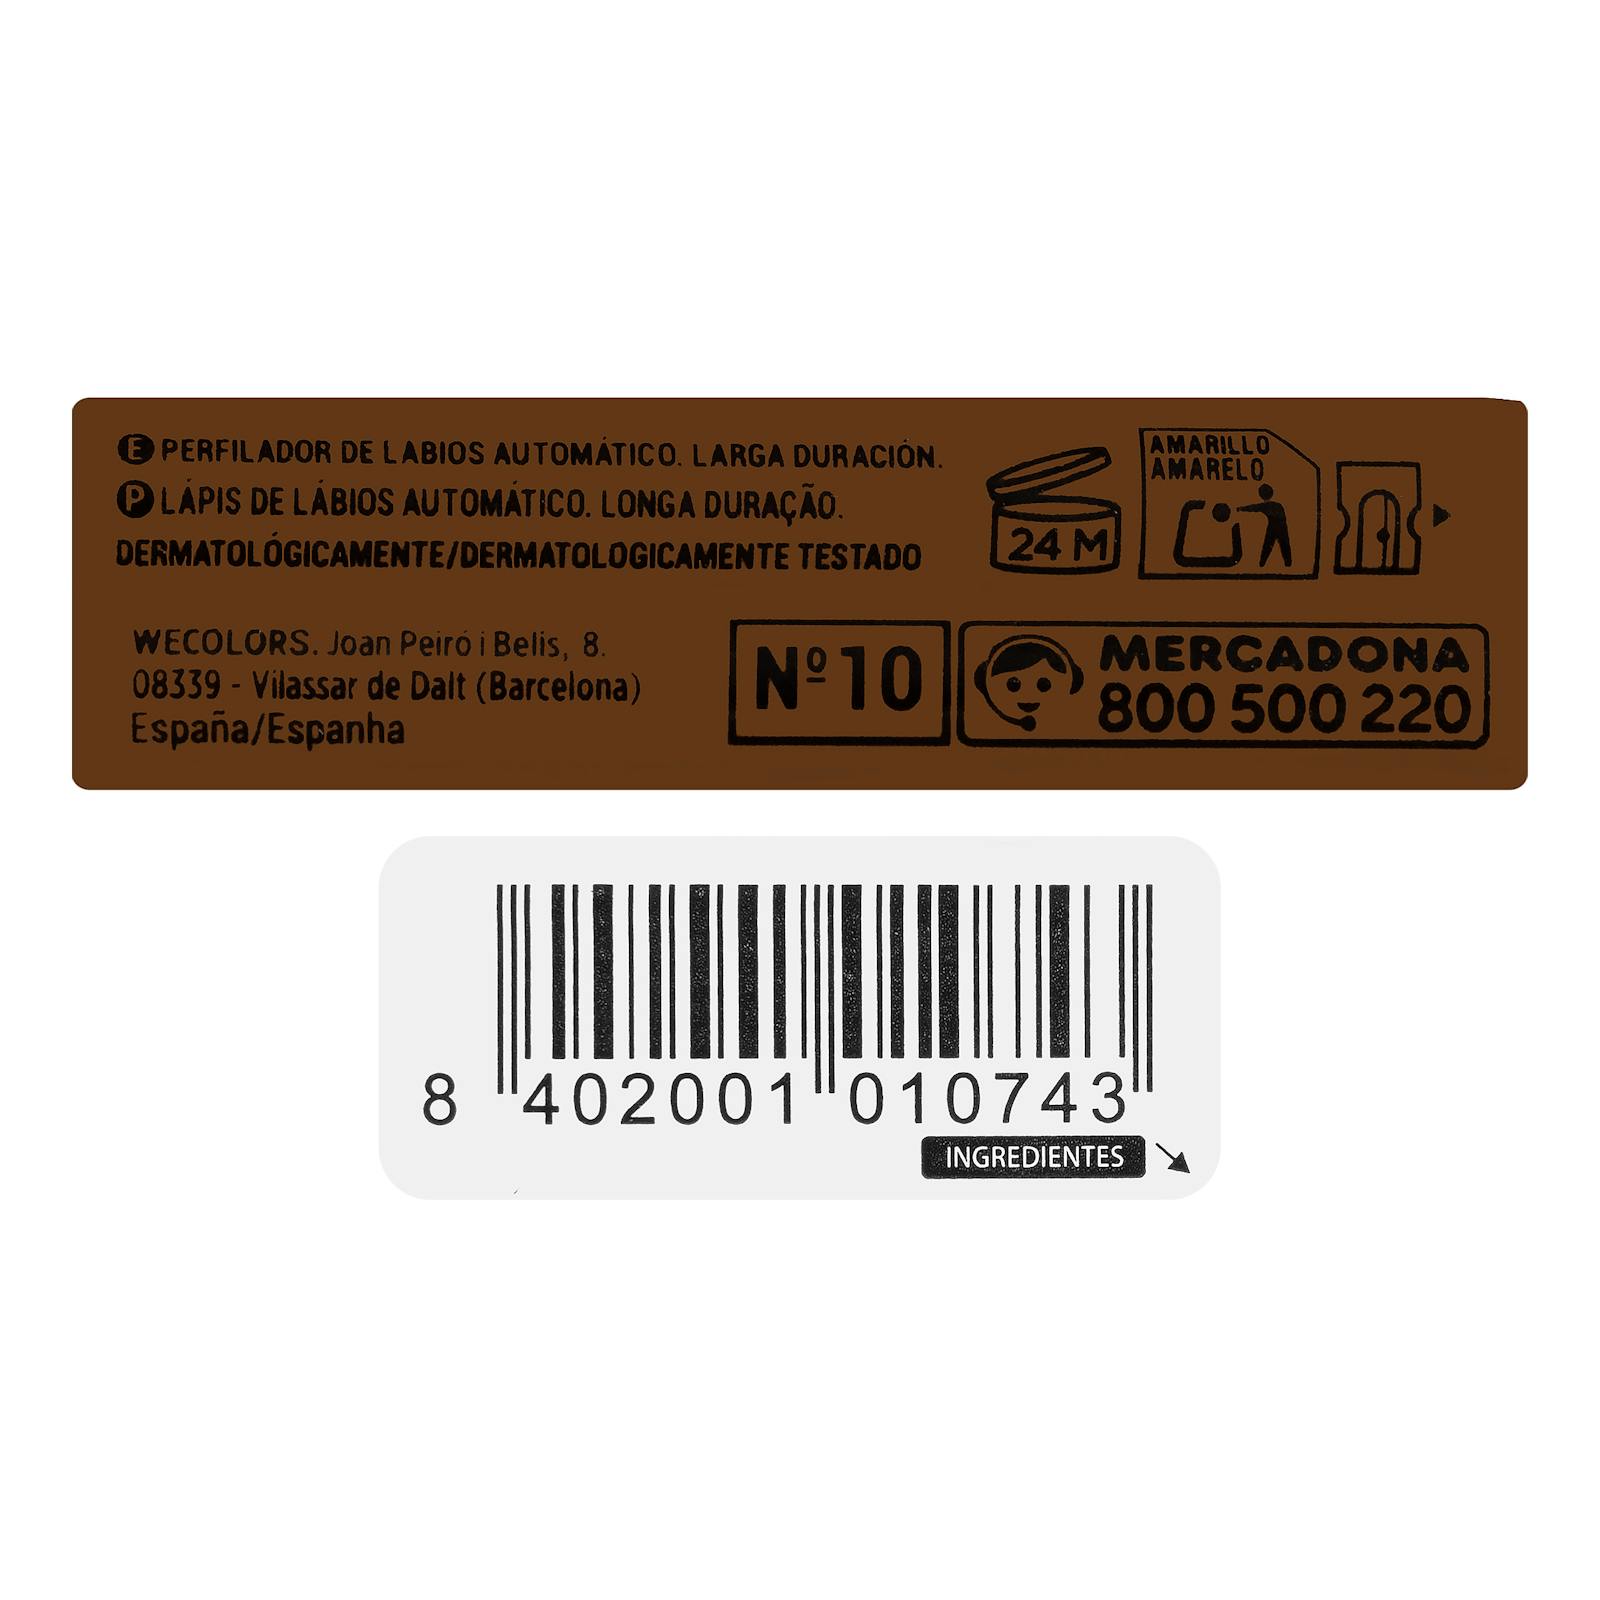 E PERFILADOR DE LABIOS AUTOMÁTICO. LARGA DURACIÓN.
P LÁPIS DE LÁBIOS AUTOMÁTICO. LONGA DURAÇÃO.
DERMATOLÓGICAMENTE/DERMATOLOGICAMENTE TESTADO
24 M
AMARILLO
AMARELO
WECOLORS. Joan Peiró i Belis, 8.
08339 - Vilassar de Dalt (Barcelona)
España/Espanha
Nº 10
MERCADONA
800 500 220
8 402001 010743
INGREDIENTES